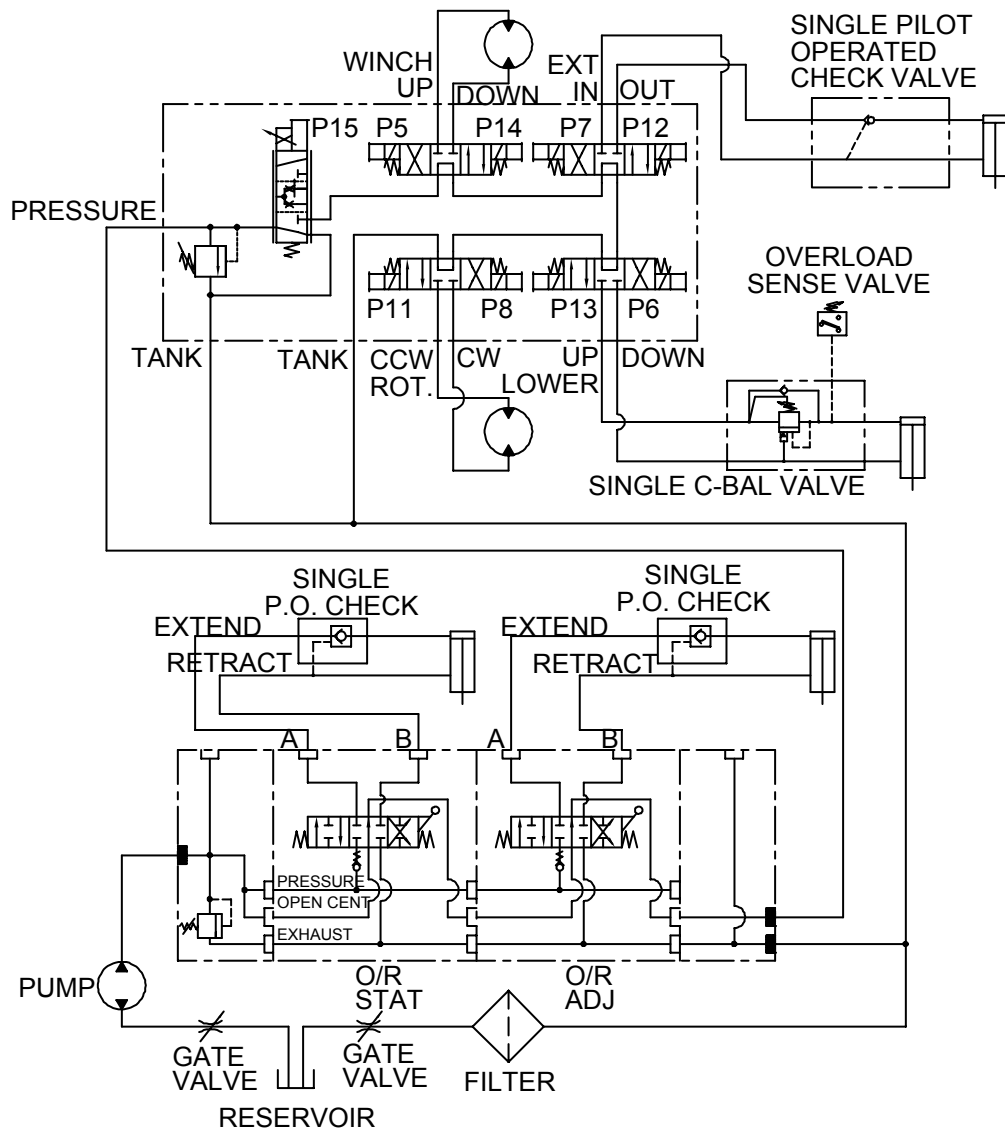 SINGLE PILOT
OPERATED
CHECK VALVE
WINCH
UP
DOWN
EXT
IN
OUT
P15
P5
P14
P7
P12
PRESSURE
OVERLOAD
SENSE VALVE
P11
P8
P13
P6
TANK
TANK
CCW
ROT.
CW
UP
LOWER
DOWN
SINGLE C-BAL VALVE
SINGLE
P.O. CHECK
EXTEND
RETRACT
SINGLE
P.O. CHECK
EXTEND
RETRACT
A
B
A
B
PRESSURE
OPEN CENT
EXHAUST
O/R
STAT
O/R
ADJ
PUMP
GATE
VALVE
GATE
VALVE
FILTER
RESERVOIR